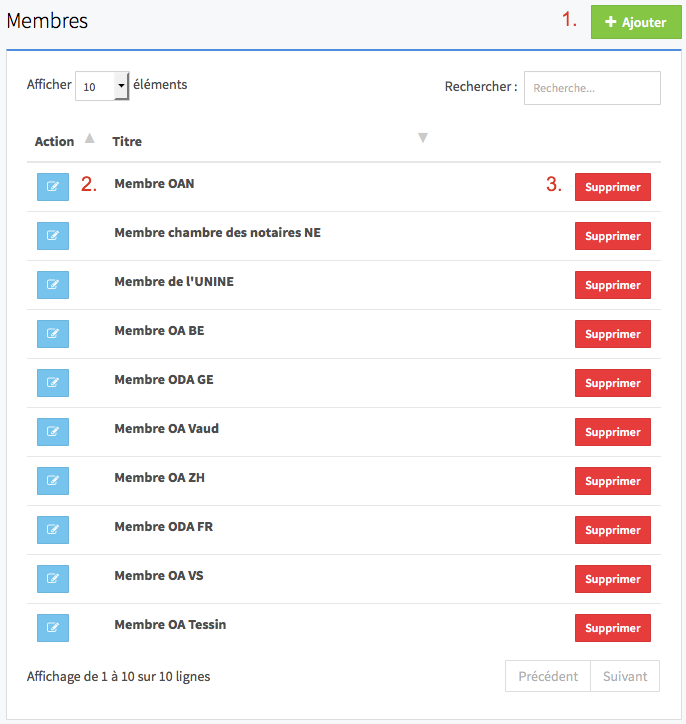 Membres
1. Ajouter
Afficher 10 éléments
Rechercher : Recherche...
Action Titre
2. Membre OAN 3. Supprimer
Membre chambre des notaires NE Supprimer
Membre de l'UNINE Supprimer
Membre OA BE Supprimer
Membre ODA GE Supprimer
Membre OA Vaud Supprimer
Membre OA ZH Supprimer
Membre ODA FR Supprimer
Membre OA VS Supprimer
Membre OA Tessin Supprimer
Affichage de 1 à 10 sur 10 lignes
Précédent Suivant